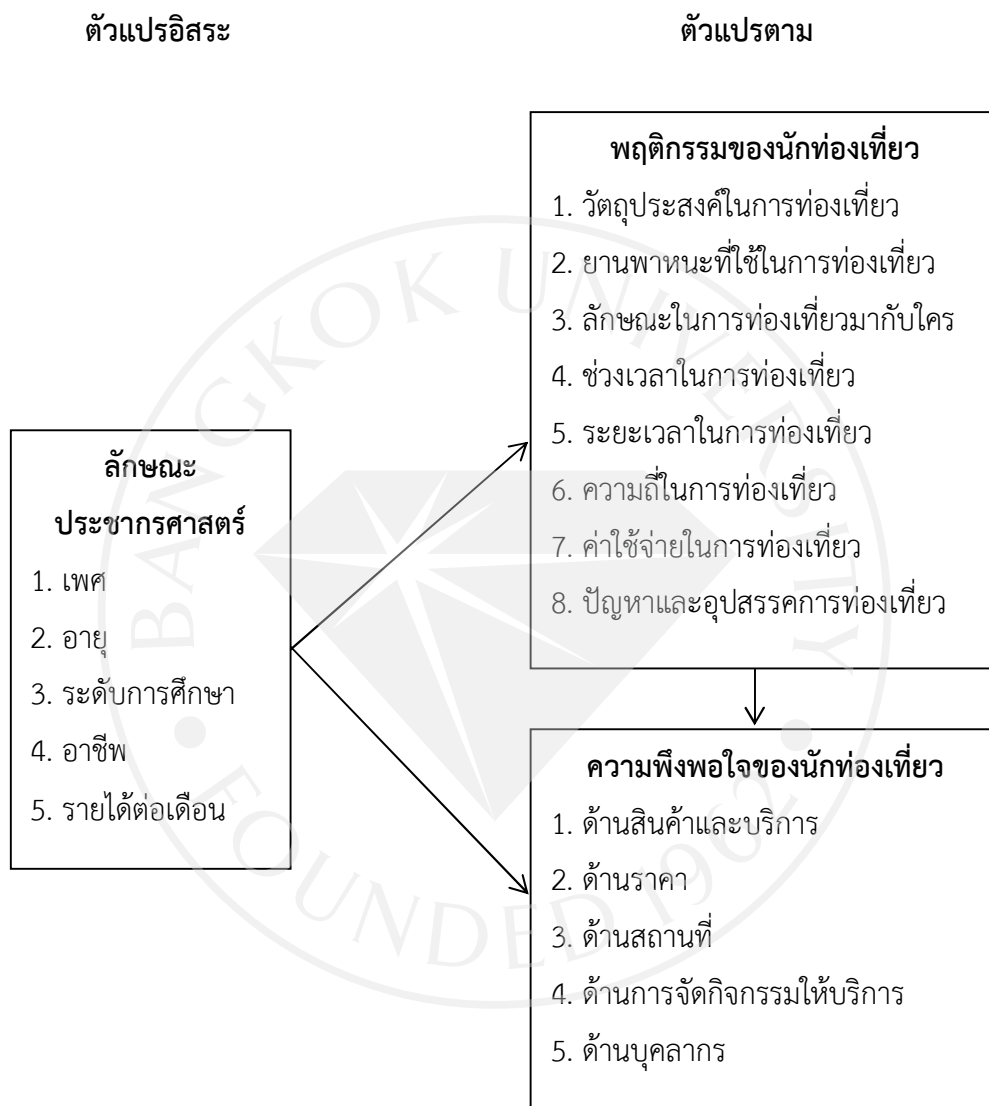 ตัวแปรอิสระ
ตัวแปรตาม
ลักษณะ
ประชากรศาสตร์
1. เพศ
2. อายุ
3. ระดับการศึกษา
4. อาชีพ
5. รายได้ต่อเดือน
พฤติกรรมของนักท่องเที่ยว
1. วัตถุประสงค์ในการท่องเที่ยว
2. ยานพาหนะที่ใช้ในการท่องเที่ยว
3. ลักษณะในการท่องเที่ยวมากับใคร
4. ช่วงเวลาในการท่องเที่ยว
5. ระยะเวลาในการท่องเที่ยว
6. ความถี่ในการท่องเที่ยว
7. ค่าใช้จ่ายในการท่องเที่ยว
8. ปัญหาและอุปสรรคการท่องเที่ยว
ความพึงพอใจของนักท่องเที่ยว
1. ด้านสินค้าและบริการ
2. ด้านราคา
3. ด้านสถานที่
4. ด้านการจัดกิจกรรมให้บริการ
5. ด้านบุคลากร
BANGKOK UNIVERSITY
FOUNDED 1962